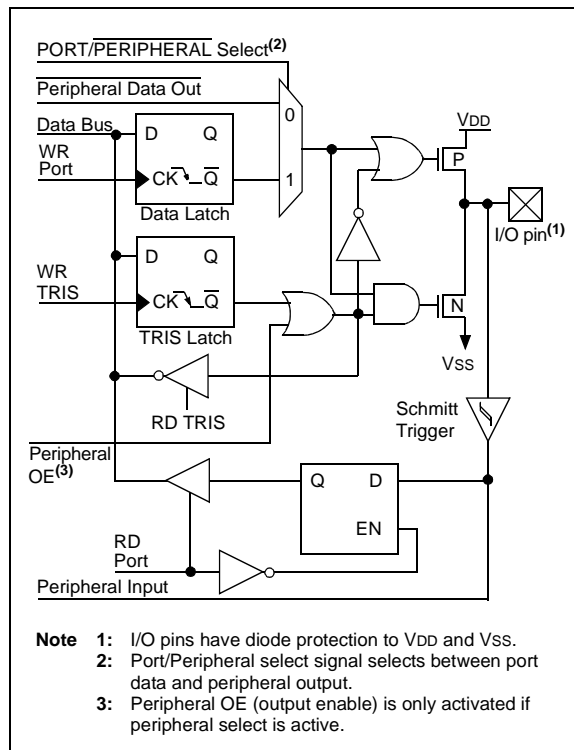 PORT/PERIPHERAL Select(2)
Peripheral Data Out
Data Bus
WR
Port
D Q
CK Q
Data Latch
0
1
VDD
P
I/O pin(1)
WR
TRIS
D Q
CK Q
TRIS Latch
N
VSS
RD TRIS
Schmitt
Trigger
Peripheral
OE(3)
Q D
EN
RD
Port
Peripheral Input
Note 1: I/O pins have diode protection to VDD and VSS.
2: Port/Peripheral select signal selects between port
data and peripheral output.
3: Peripheral OE (output enable) is only activated if
peripheral select is active.